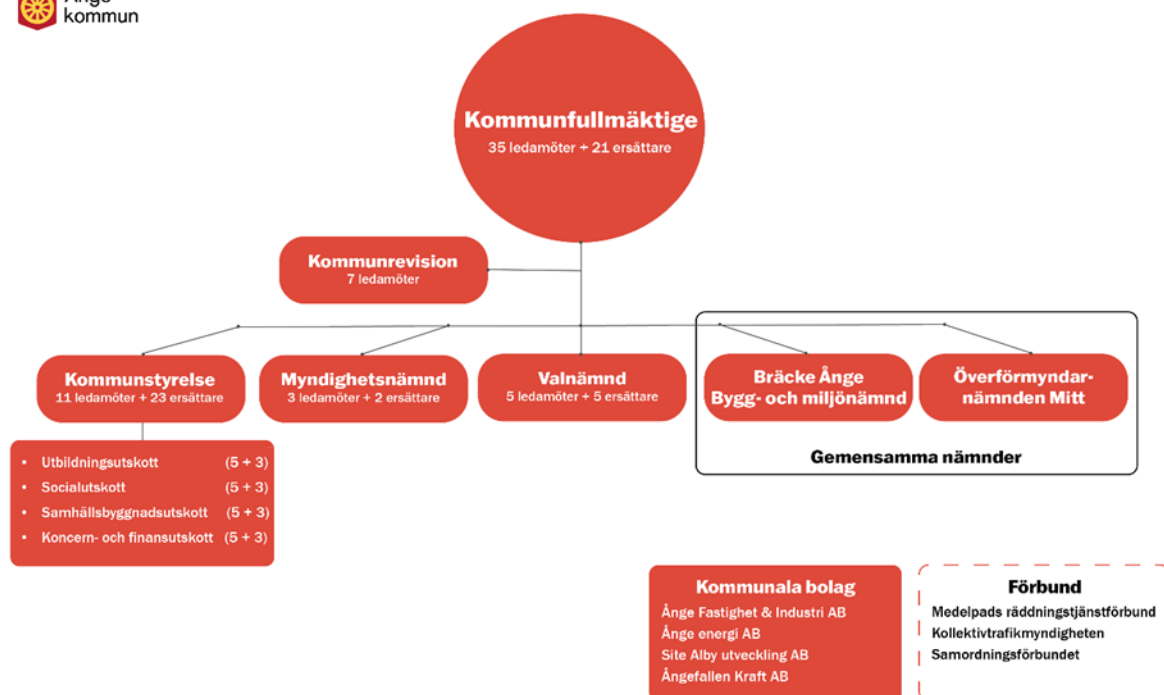 Ånge
kommun
Kommunfullmäktige
35 ledamöter + 21 ersättare
Kommunrevision
7 ledamöter
Kommunstyrelse
11 ledamöter + 23 ersättare
Myndighetsnämnd
3 ledamöter + 2 ersättare
Valnämnd
5 ledamöter + 5 ersättare
Bräcke Ånge
Bygg- och miljönämnd
Överförmyndar-
nämnden Mitt
Gemensamma nämnder
• Utbildningsutskott (5 + 3)
• Socialutskott (5 + 3)
• Samhällsbyggnadsutskott (5 + 3)
• Koncern- och finansutskott (5 + 3)
Kommunala bolag
Ånge Fastighet & Industri AB
Ånge energi AB
Site Alby utveckling AB
Ångefallen Kraft AB
Förbund
Medelpads räddningstjänstförbund
Kollektivtrafikmyndigheten
Samordningsförbundet